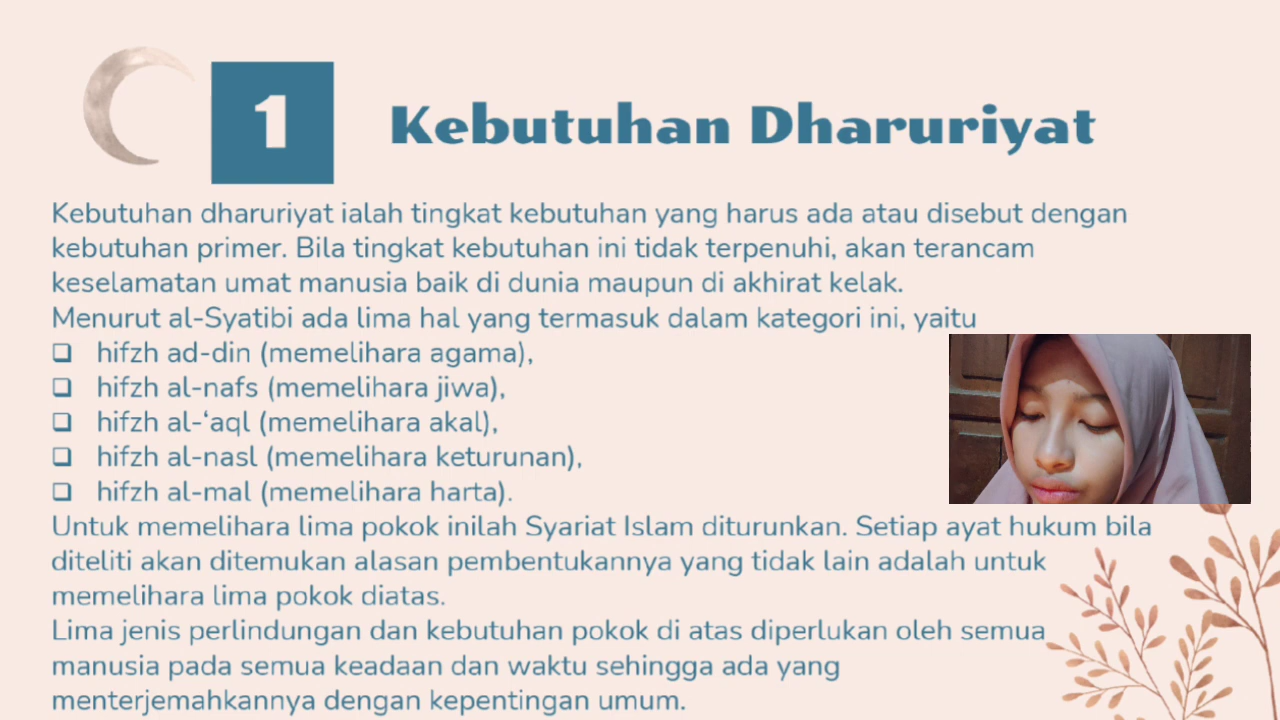 1
Kebutuhan Dharuriyat
Kebutuhan dharuriyat ialah tingkat kebutuhan yang harus ada atau disebut dengan
kebutuhan primer. Bila tingkat kebutuhan ini tidak terpenuhi, akan terancam
keselamatan umat manusia baik di dunia maupun di akhirat kelak.
Menurut al-Syatibi ada lima hal yang termasuk dalam kategori ini, yaitu
❑ hifzh ad-din (memelihara agama),
❑ hifzh al-nafs (memelihara jiwa),
❑ hifzh al-‘aql (memelihara akal),
❑ hifzh al-nasl (memelihara keturunan),
❑ hifzh al-mal (memelihara harta).
Untuk memelihara lima pokok inilah Syariat Islam diturunkan. Setiap ayat hukum bila
diteliti akan ditemukan alasan pembentukannya yang tidak lain adalah untuk
memelihara lima pokok diatas.
Lima jenis perlindungan dan kebutuhan pokok di atas diperlukan oleh semua
manusia pada semua keadaan dan waktu sehingga ada yang
menterjemahkannya dengan kepentingan umum.